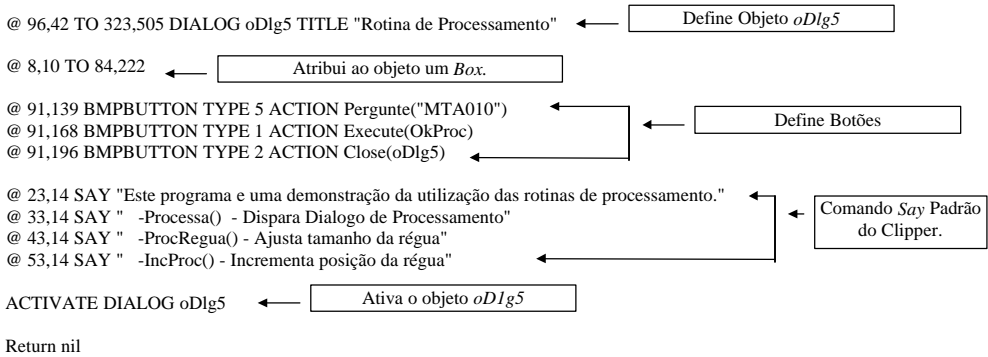 @ 96,42 TO 323,505 DIALOG oDlg5 TITLE "Rotina de Processamento"
Define Objeto oDlg5
@ 8,10 TO 84,222
Atribui ao objeto um Box.
@ 91,139 BMPBUTTON TYPE 5 ACTION Pergunte("MTA010")
@ 91,168 BMPBUTTON TYPE 1 ACTION Execute(OkProc)
@ 91,196 BMPBUTTON TYPE 2 ACTION Close(oDlg5)
Define Botões
@ 23,14 SAY "Este programa e uma demonstração da utilização das rotinas de processamento."
@ 33,14 SAY "   -Processa()  - Dispara Dialogo de Processamento"
@ 43,14 SAY "   -ProcRegua() - Ajusta tamanho da régua"
@ 53,14 SAY "   -IncProc() - Incrementa posição da régua"
Comando Say Padrão
do Clipper.
ACTIVATE DIALOG oDlg5
Ativa o objeto oD1g5
Return nil